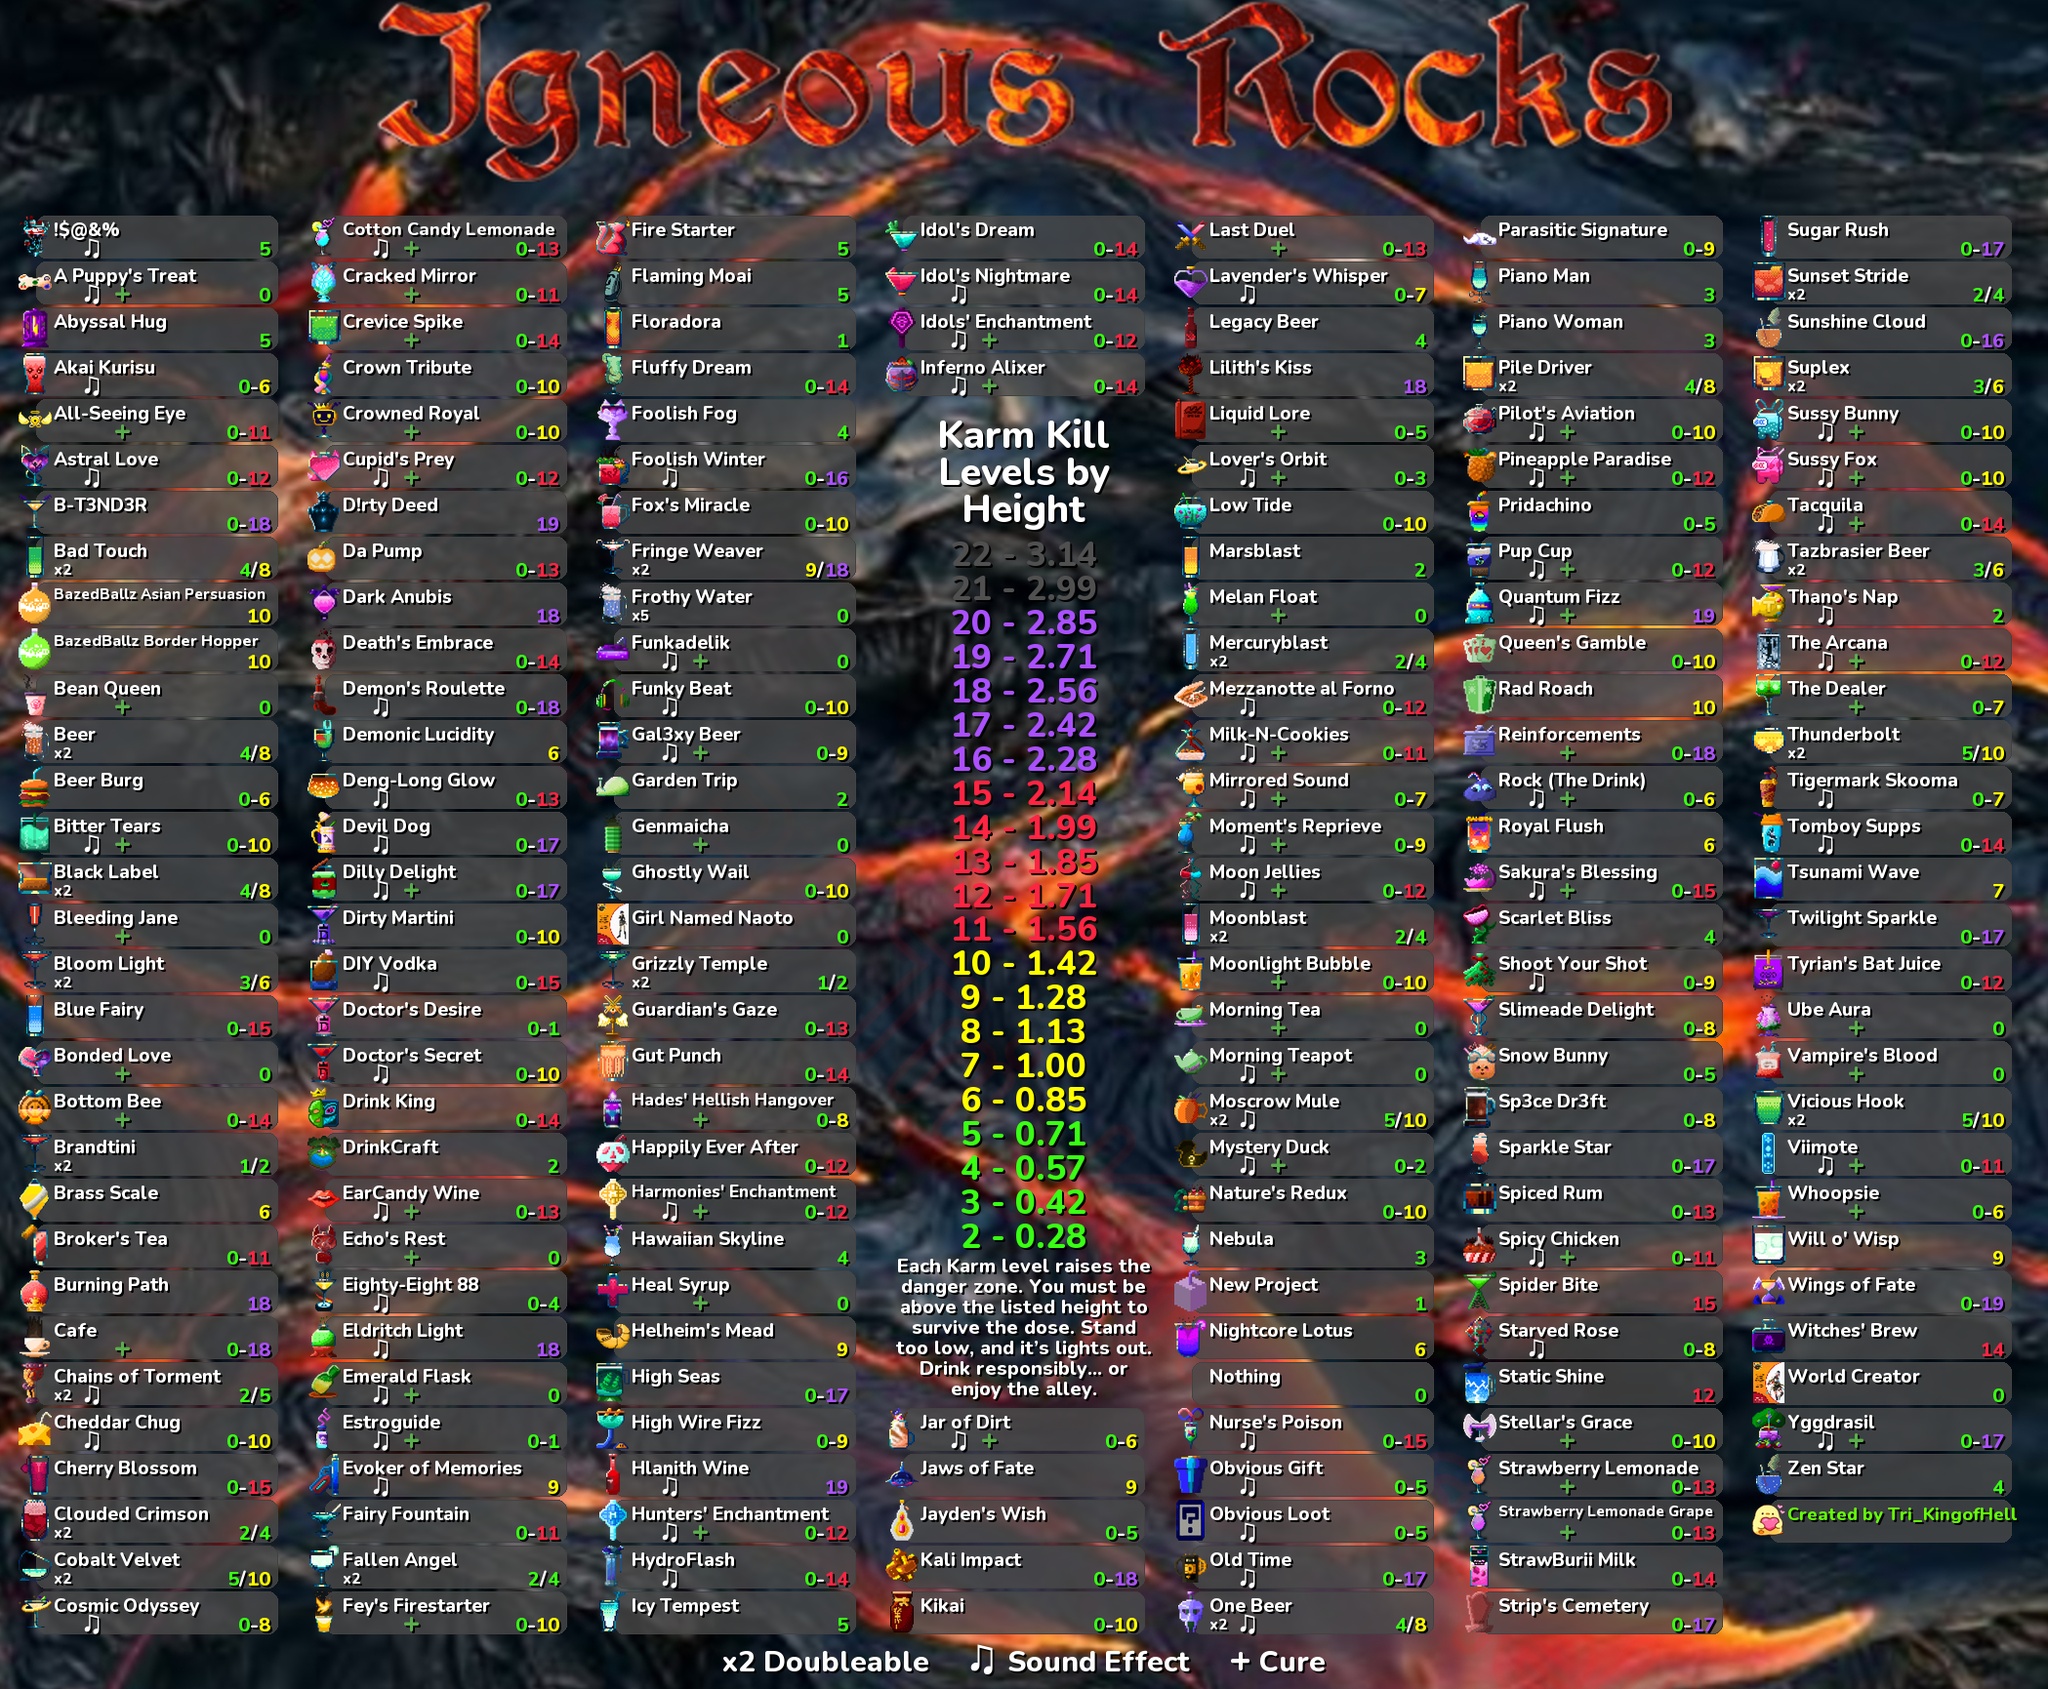 Igneous Rocks
!$@&%
♫ 5
A Puppy's Treat
♫ + 0
Abyssal Hug
5
Akai Kurisu
♫ 0-6
All-Seeing Eye
+ 0-11
Astral Love
♫ 0-12
B-T3ND3R
0-18
Bad Touch
x2 4/8
BazedBallz Asian Persuasion
10
BazedBallz Border Hopper
10
Bean Queen
+ 0
Beer
x2 4/8
Beer Burg
0-6
Bitter Tears
♫ + 0-10
Black Label
x2 4/8
Bleeding Jane
+ 0
Bloom Light
x2 3/6
Blue Fairy
0-15
Bonded Love
+ 0
Bottom Bee
+ 0-14
Brandtini
x2 1/2
Brass Scale
6
Broker's Tea
0-11
Burning Path
18
Cafe
+ 0-18
Chains of Torment
x2 ♫ 2/5
Cheddar Chug
♫ 0-10
Cherry Blossom
0-15
Clouded Crimson
x2 2/4
Cobalt Velvet
x2 5/10
Cosmic Odyssey
♫ 0-8
Cotton Candy Lemonade
♫ + 0-13
Cracked Mirror
+ 0-11
Crevice Spike
+ 0-14
Crown Tribute
0-10
Crowned Royal
+ 0-10
Cupid's Prey
♫ + 0-12
D!rty Deed
19
Da Pump
0-13
Dark Anubis
18
Death's Embrace
0-14
Demon's Roulette
♫ 0-18
Demonic Lucidity
6
Deng-Long Glow
♫ 0-13
Devil Dog
♫ 0-17
Dilly Delight
♫ + 0-17
Dirty Martini
0-10
DIY Vodka
♫ 0-15
Doctor's Desire
0-1
Doctor's Secret
♫ 0-10
Drink King
0-14
DrinkCraft
2
EarCandy Wine
♫ + 0-13
Echo's Rest
+ 0
Eighty-Eight 88
♫ 0-4
Eldritch Light
♫ 18
Emerald Flask
♫ + 0
Estroguide
♫ + 0-1
Evoker of Memories
♫ 9
Fairy Fountain
0-11
Fallen Angel
x2 2/4
Fey's Firestarter
+ 0-10
Fire Starter
5
Flaming Moai
5
Floradora
1
Fluffy Dream
0-14
Foolish Fog
4
Foolish Winter
♫ 0-16
Fox's Miracle
0-10
Fringe Weaver
x2 9/18
Frothy Water
x5 0
Funkadelik
♫ + 0
Funky Beat
♫ 0-10
Gal3xy Beer
♫ + 0-9
Garden Trip
2
Genmaicha
+ 0
Ghostly Wail
0-10
Girl Named Naoto
0
Grizzly Temple
x2 1/2
Guardian's Gaze
0-13
Gut Punch
0-14
Hades' Hellish Hangover
+ 0-8
Happily Ever After
0-12
Harmonies' Enchantment
♫ + 0-12
Hawaiian Skyline
4
Heal Syrup
+ 0
Helheim's Mead
9
High Seas
0-17
High Wire Fizz
0-9
Hlanith Wine
19
Hunters' Enchantment
♫ + 0-12
HydroFlash
♫ 0-14
Icy Tempest
5
Idol's Dream
0-14
Idol's Nightmare
♫ 0-14
Idols' Enchantment
♫ + 0-12
Inferno Alixer
♫ + 0-14
Karm Kill
Levels by
Height
22 - 3.14
21 - 2.99
20 - 2.85
19 - 2.71
18 - 2.56
17 - 2.42
16 - 2.28
15 - 2.14
14 - 1.99
13 - 1.85
12 - 1.71
11 - 1.56
10 - 1.42
9 - 1.28
8 - 1.13
7 - 1.00
6 - 0.85
5 - 0.71
4 - 0.57
3 - 0.42
2 - 0.28
Each Karm level raises the
danger zone. You must be
above the listed height to
survive the dose. Stand
too low, and it's lights out.
Drink responsibly... or
enjoy the alley.
Jar of Dirt
♫ + 0-6
Jaws of Fate
9
Jayden's Wish
0-5
Kali Impact
0-18
Kikai
0-10
Last Duel
+ 0-13
Lavender's Whisper
♫ 0-7
Legacy Beer
4
Lilith's Kiss
18
Liquid Lore
+ 0-5
Lover's Orbit
♫ + 0-3
Low Tide
0-10
Marsblast
2
Melan Float
+ 0
Mercuryblast
x2 2/4
Mezzanotte al Forno
♫ 0-12
Milk-N-Cookies
♫ + 0-11
Mirrored Sound
♫ + 0-7
Moment's Reprieve
♫ + 0-9
Moon Jellies
♫ + 0-12
Moonblast
x2 2/4
Moonlight Bubble
+ 0-10
Morning Tea
+ 0
Morning Teapot
♫ + 0
Moscrow Mule
x2 ♫ 5/10
Mystery Duck
♫ + 0-2
Nature's Redux
0-10
Nebula
3
New Project
1
Nightcore Lotus
6
Nothing
0
Nurse's Poison
♫ 0-15
Obvious Gift
♫ 0-5
Obvious Loot
♫ 0-5
Old Time
♫ 0-17
One Beer
x2 ♫ 4/8
Parasitic Signature
0-9
Piano Man
3
Piano Woman
3
Pile Driver
x2 4/8
Pilot's Aviation
♫ + 0-10
Pineapple Paradise
♫ + 0-12
Pridachino
0-5
Pup Cup
♫ + 0-12
Quantum Fizz
♫ + 19
Queen's Gamble
0-10
Rad Roach
10
Reinforcements
+ 0-18
Rock (The Drink)
♫ + 0-6
Royal Flush
6
Sakura's Blessing
♫ + 0-15
Scarlet Bliss
4
Shoot Your Shot
♫ 0-9
Slimeade Delight
0-8
Snow Bunny
0-5
Sp3ce Dr3ft
0-8
Sparkle Star
0-17
Spiced Rum
0-13
Spicy Chicken
♫ + 0-11
Spider Bite
15
Starved Rose
♫ 0-8
Static Shine
12
Stellar's Grace
+ 0-10
Strawberry Lemonade
+ 0-13
Strawberry Lemonade Grape
+ 0-13
StrawBurii Milk
0-14
Strip's Cemetery
0-17
Sugar Rush
0-17
Sunset Stride
x2 2/4
Sunshine Cloud
0-16
Suplex
x2 3/6
Sussy Bunny
♫ + 0-10
Sussy Fox
♫ + 0-10
Tacquila
♫ + 0-14
Tazbrasier Beer
x2 3/6
Thano's Nap
♫ 2
The Arcana
♫ + 0-12
The Dealer
+ 0-7
Thunderbolt
x2 5/10
Tigermark Skooma
♫ 0-7
Tomboy Supps
♫ 0-14
Tsunami Wave
7
Twilight Sparkle
0-17
Tyrian's Bat Juice
0-12
Ube Aura
+ 0
Vampire's Blood
+ 0
Vicious Hook
x2 5/10
Viimote
♫ + 0-11
Whoopsie
+ 0-6
Will o' Wisp
9
Wings of Fate
0-19
Witches' Brew
14
World Creator
0
Yggdrasil
♫ + 0-17
Zen Star
4
Created by Tri_KingofHell
x2 Doubleable ♫ Sound Effect + Cure